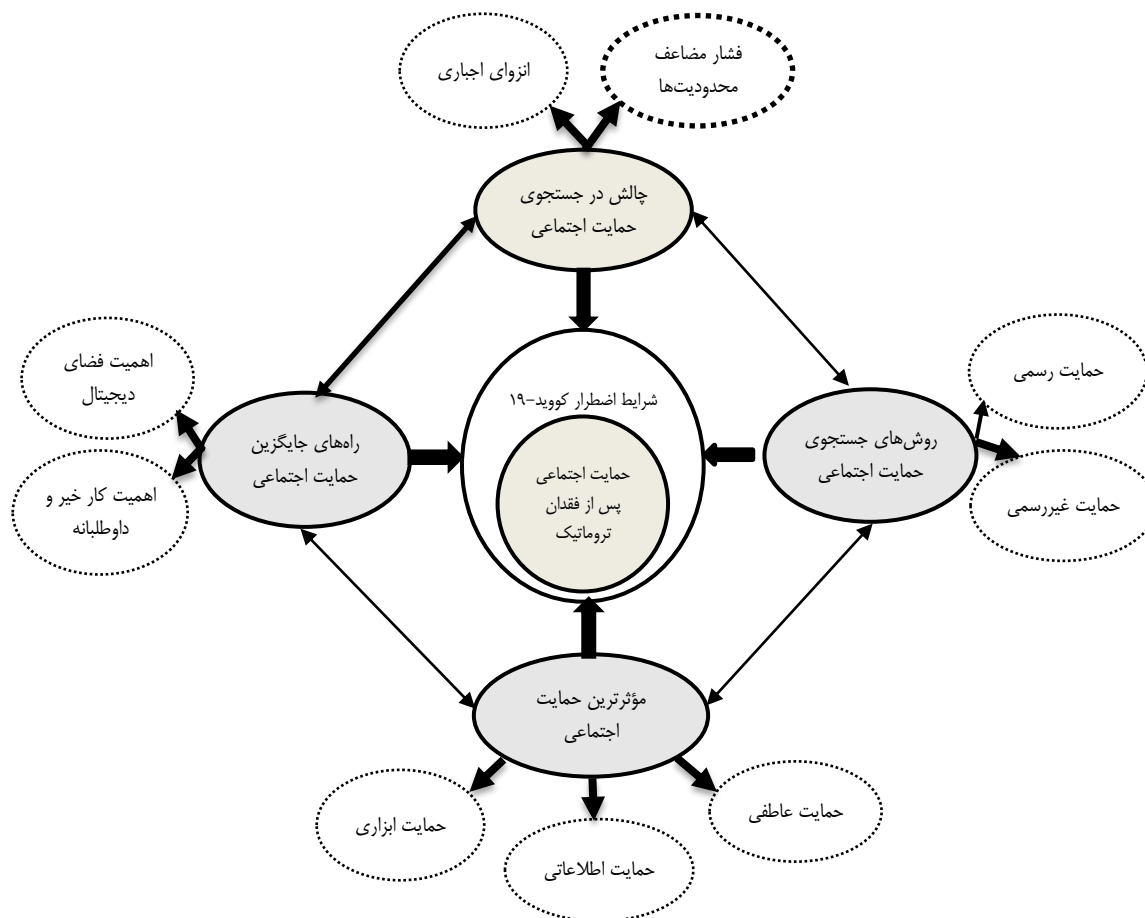 فشار مضاعف
محدودیت‌ها
انزوای اجباری
چالش در جستجوی
حمایت اجتماعی
اهمیت فضای
دیجیتال
حمایت رسمی
شرایط اضطرار کووید-۱۹
روش‌های جستجوی
حمایت اجتماعی
راه‌های جایگزین
حمایت اجتماعی
حمایت اجتماعی
پس از فقدان
تروماتیک
اهمیت کار خیر و
داوطلبانه
حمایت غیررسمی
مؤثرترین حمایت
اجتماعی
حمایت عاطفی
حمایت ابزاری
حمایت اطلاعاتی